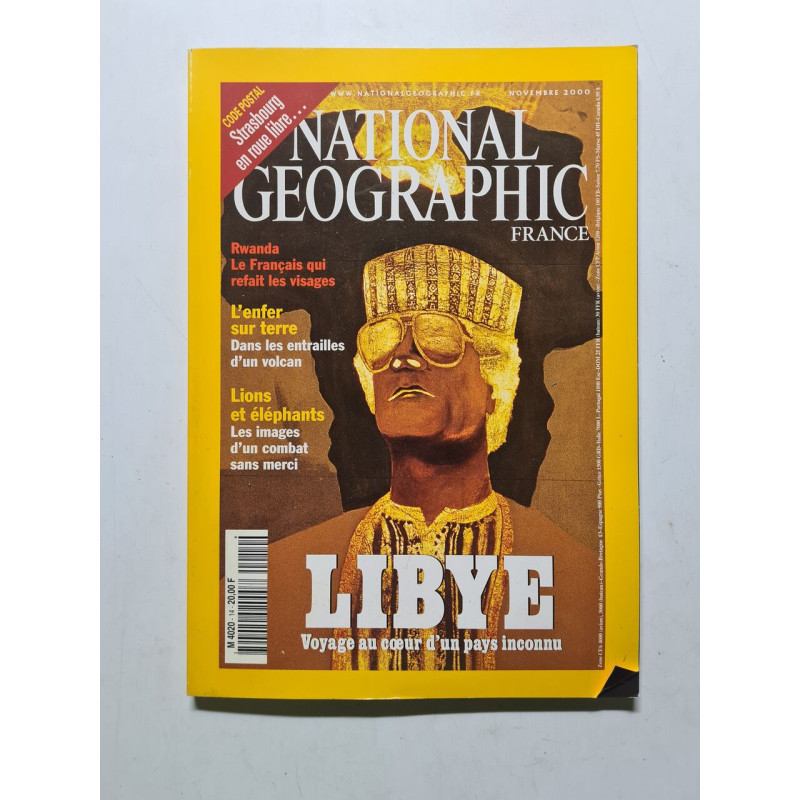 CODE POSTAL
Strasbourg
en roue libre...
WWW.NATIONALGEOGRAPHIC.FR
NOVEMBRE 2000
NATIONAL
GEOGRAPHIC
FRANCE
Rwanda
Le Français qui
refait les visages
L'enfer
sur terre
Dans les entrailles
d'un volcan
Lions
et éléphants
Les images
d'un combat
sans merci
LIBYE
Voyage au cœur d'un pays inconnu
M 4020 - 14 - 20,00 F